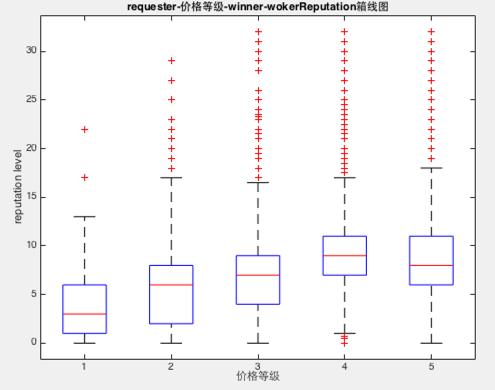 requester-价格等级-winner-wokerReputation箱线图
reputation level
30
25
20
15
10
5
0
1 2 3 4 5
价格等级